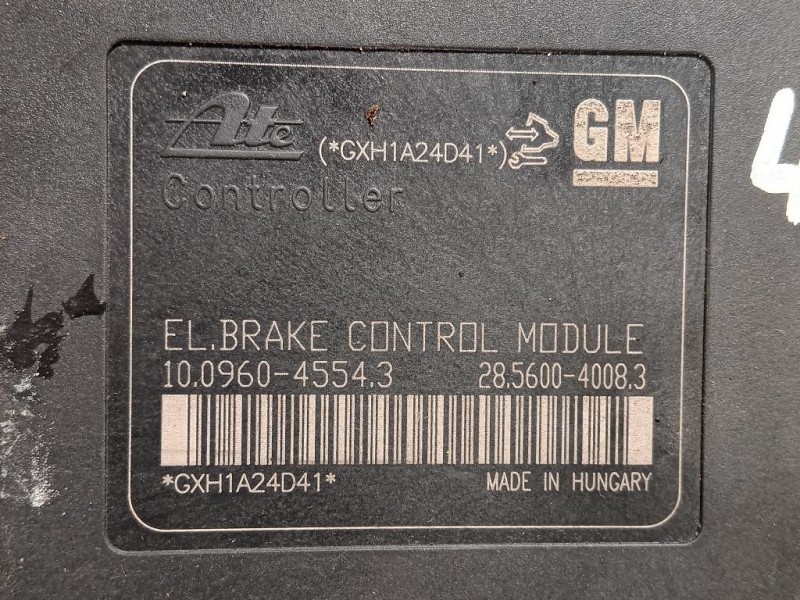 Ate
(*GXH1A24D41*)
GM
Controller
EL.BRAKE CONTROL MODULE
10.0960-4554.3 28.5600-4008.3
*GXH1A24D41* MADE IN HUNGARY
4